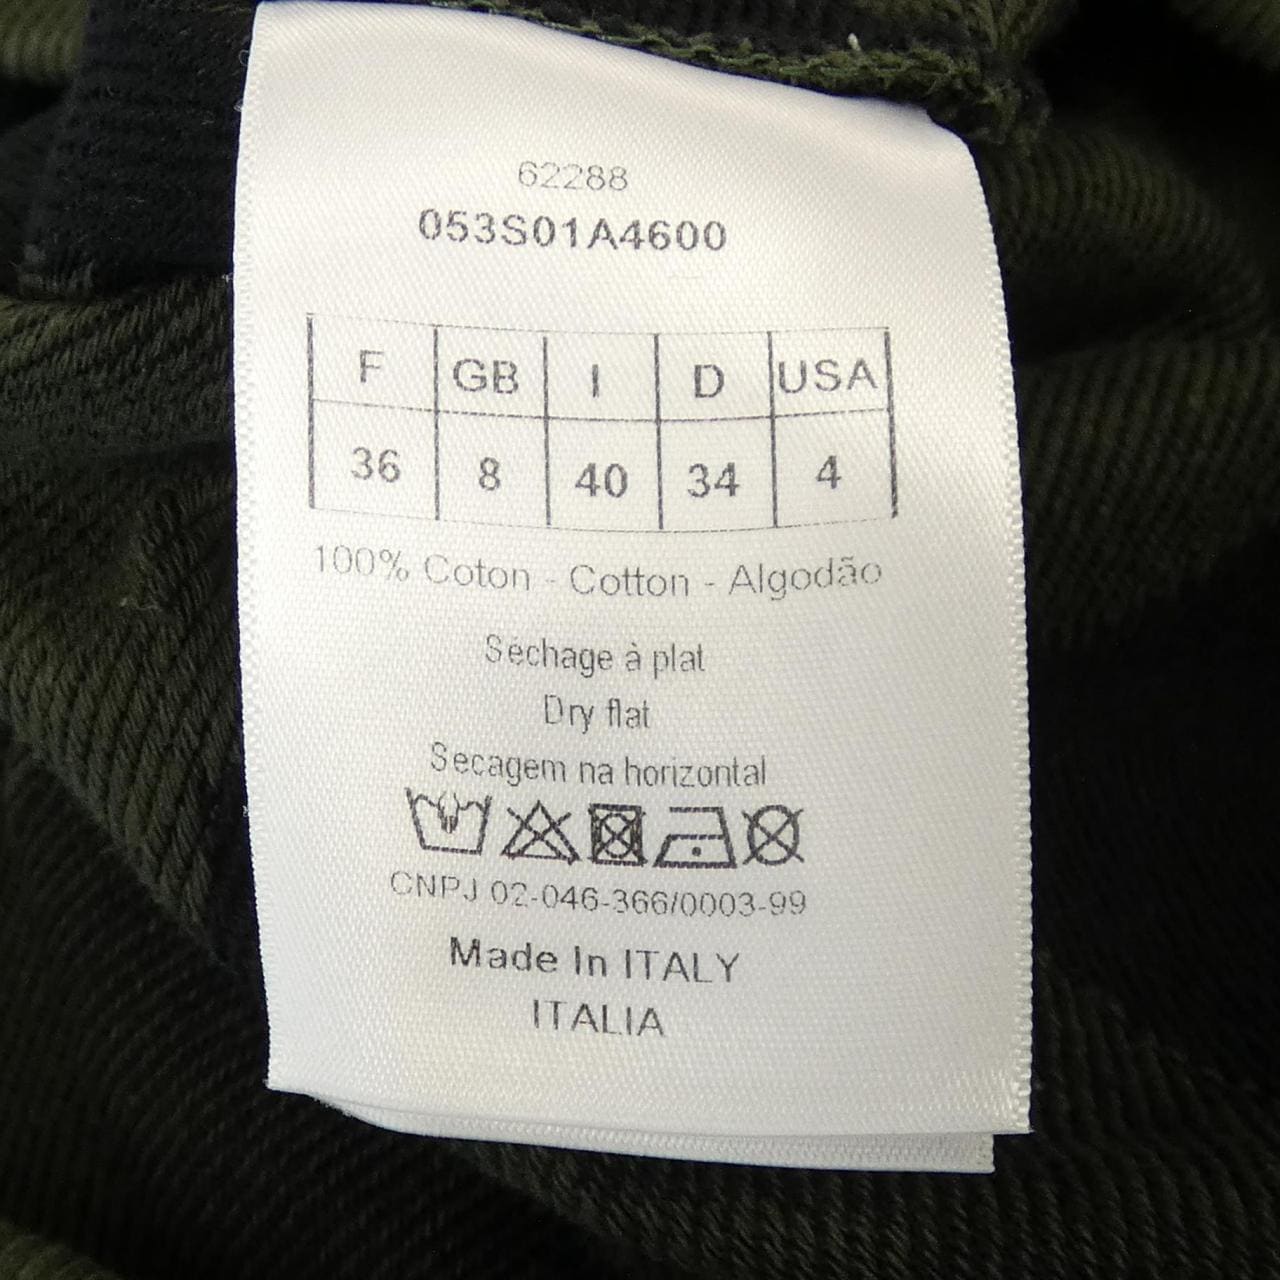 62288
053S01A4600
F GB I D USA
36 8 40 34 4
100% Coton - Cotton - Algodão
Séchage à plat
Dry flat
Secagem na horizontal
CNPJ 02-046-366/0003-99
Made In ITALY
ITALIA